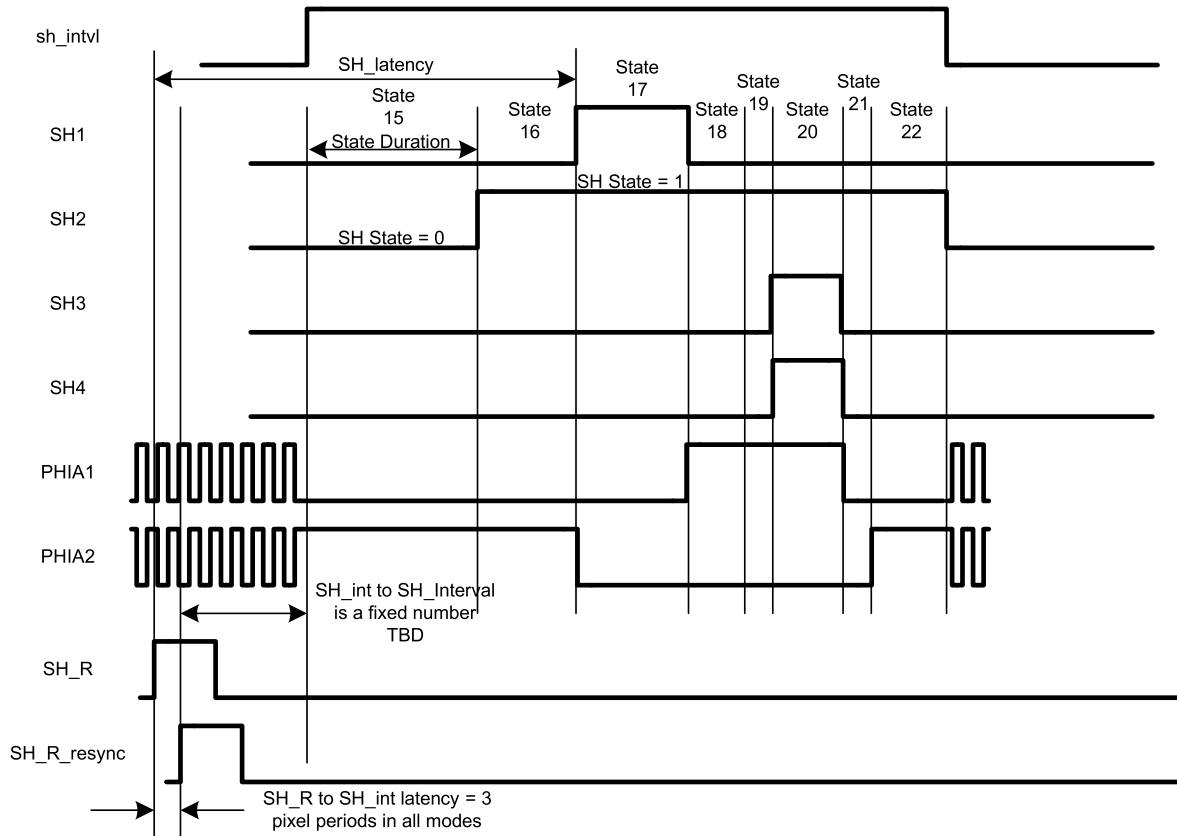 sh_intvl
SH_latency
State
15
State
16
State
17
State
18
State
19
State
20
State
21
State
22
SH1
State Duration
SH State = 1
SH2
SH State = 0
SH3
SH4
PHIA1
PHIA2
SH_int to SH_Interval
is a fixed number
TBD
SH_R
SH_R_resync
SH_R to SH_int latency = 3
pixel periods in all modes